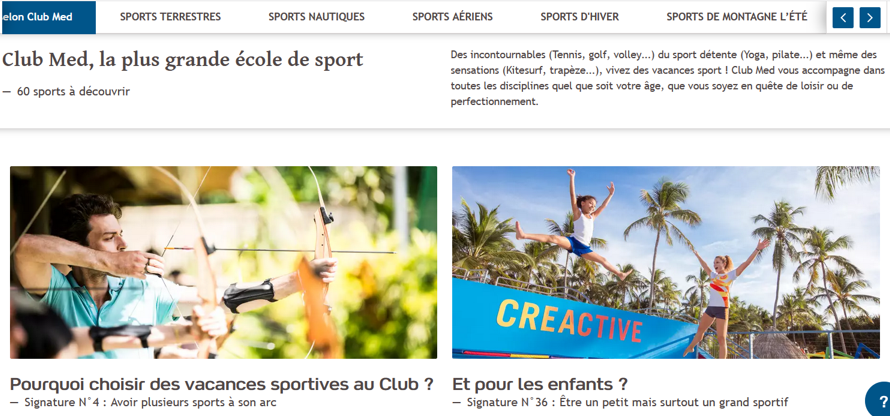 elon Club Med
SPORTS TERRESTRES
SPORTS NAUTIQUES
SPORTS AÉRIENS
SPORTS D'HIVER
SPORTS DE MONTAGNE L'ÉTÉ
Club Med, la plus grande école de sport
— 60 sports à découvrir
Des incontournables (Tennis, golf, volley...) du sport détente (Yoga, pilate...) et même des
sensations (Kitesurf, trapèze...), vivez des vacances sport ! Club Med vous accompagne dans
toutes les disciplines quel que soit votre âge, que vous soyez en quête de loisir ou de
perfectionnement.
CREACTIVE
Pourquoi choisir des vacances sportives au Club ?
— Signature N°4 : Avoir plusieurs sports à son arc
Et pour les enfants ?
— Signature N°36 : Être un petit mais surtout un grand sportif
?